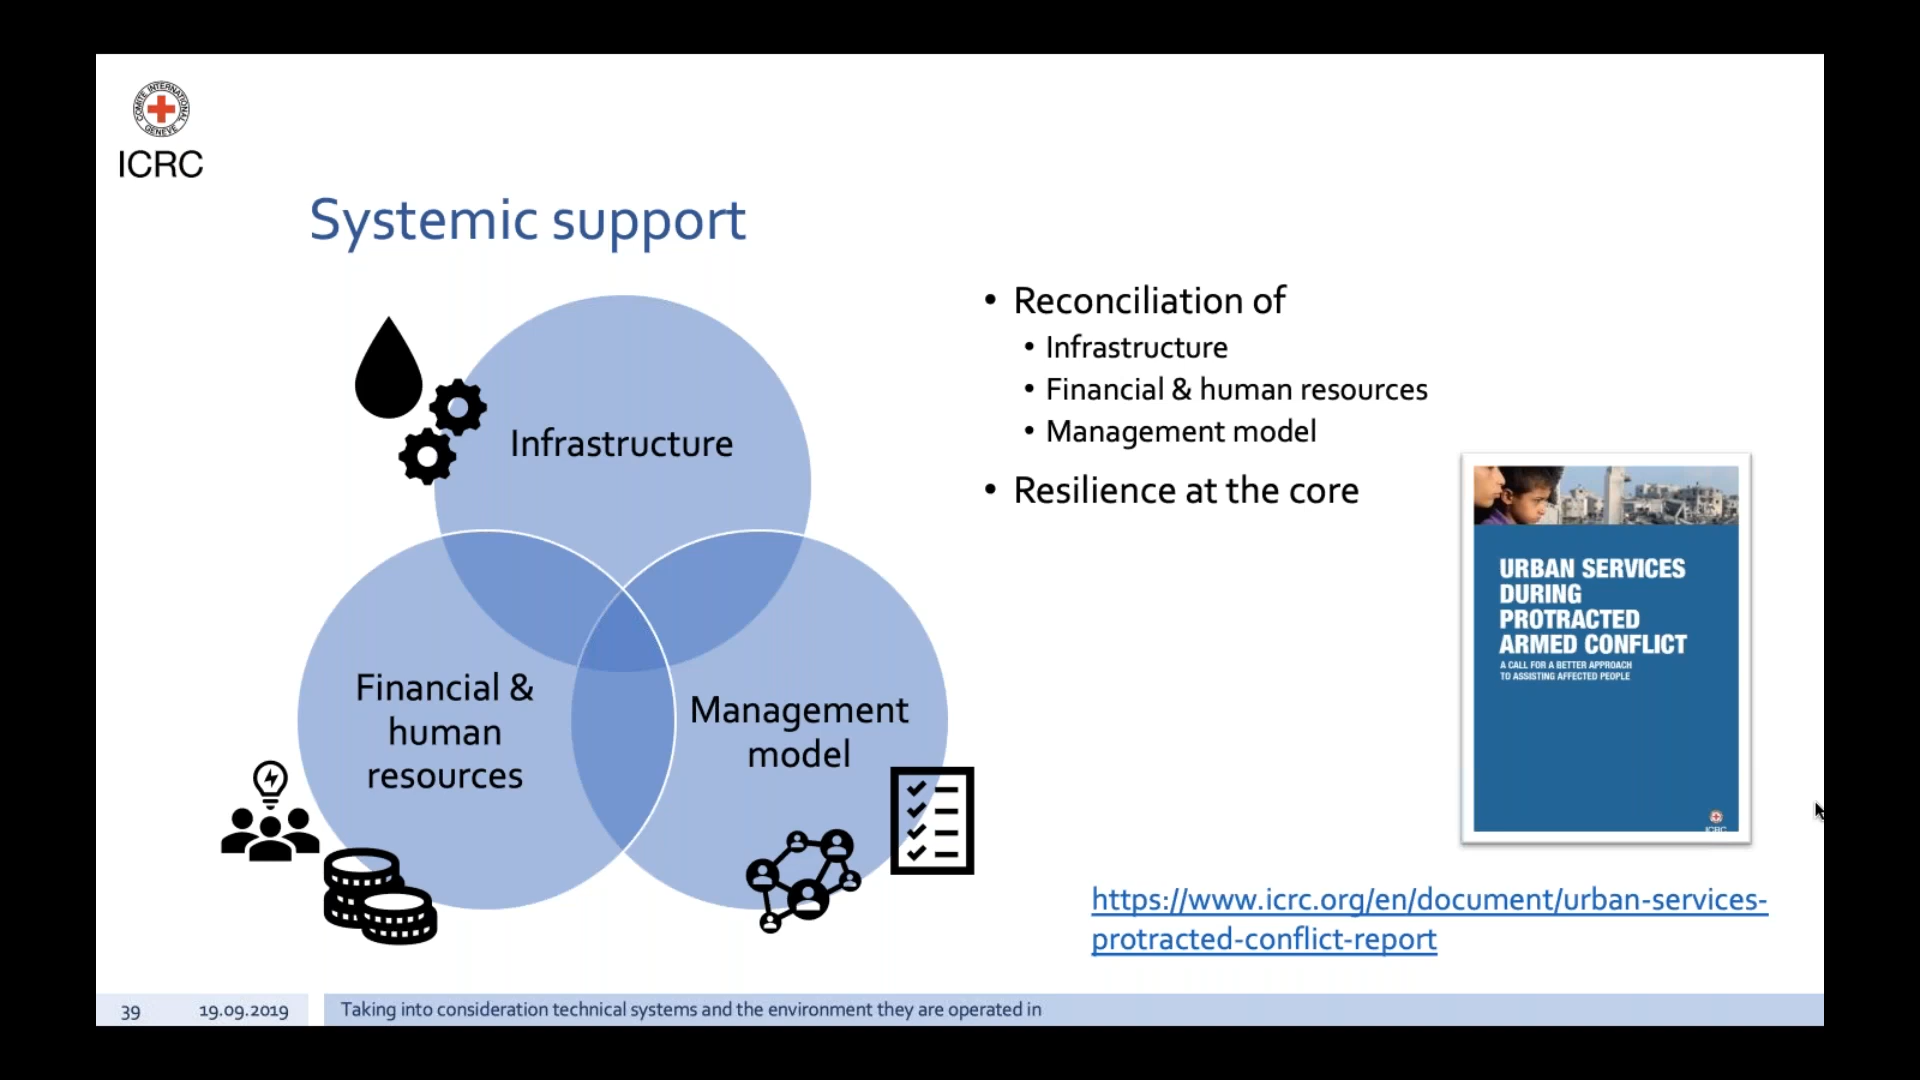 COMITE INTERNATIONAL GENEVE
ICRC
Systemic support
Infrastructure
Financial &
human
resources
Management
model
• Reconciliation of
• Infrastructure
• Financial & human resources
• Management model
• Resilience at the core
URBAN SERVICES
DURING
PROTRACTED
ARMED CONFLICT
A CALL FOR A BETTER APPROACH
TO ASSISTING AFFECTED PEOPLE
ICRC
https://www.icrc.org/en/document/urban-services-
protracted-conflict-report
39
19.09.2019
Taking into consideration technical systems and the environment they are operated in